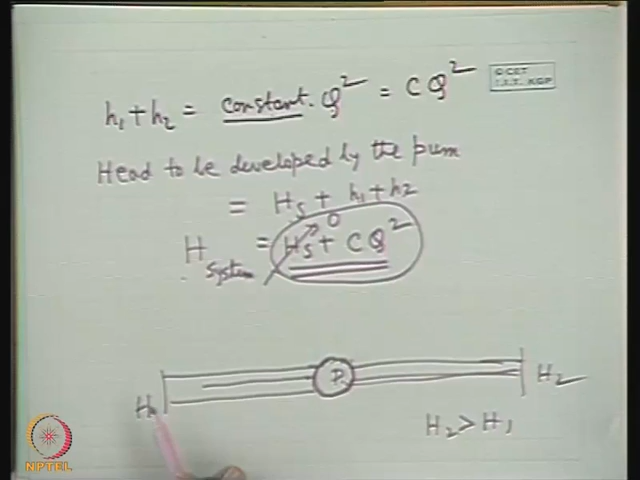 h₁ + h₂ = constant. Q² = CQ²
© CET
I.I.T. KGP
Head to be developed by the pum
= Hs + h₁ + h₂
H System = Hs + CQ²
0
P
H₂
H
H₂ > H₁
NPTEL